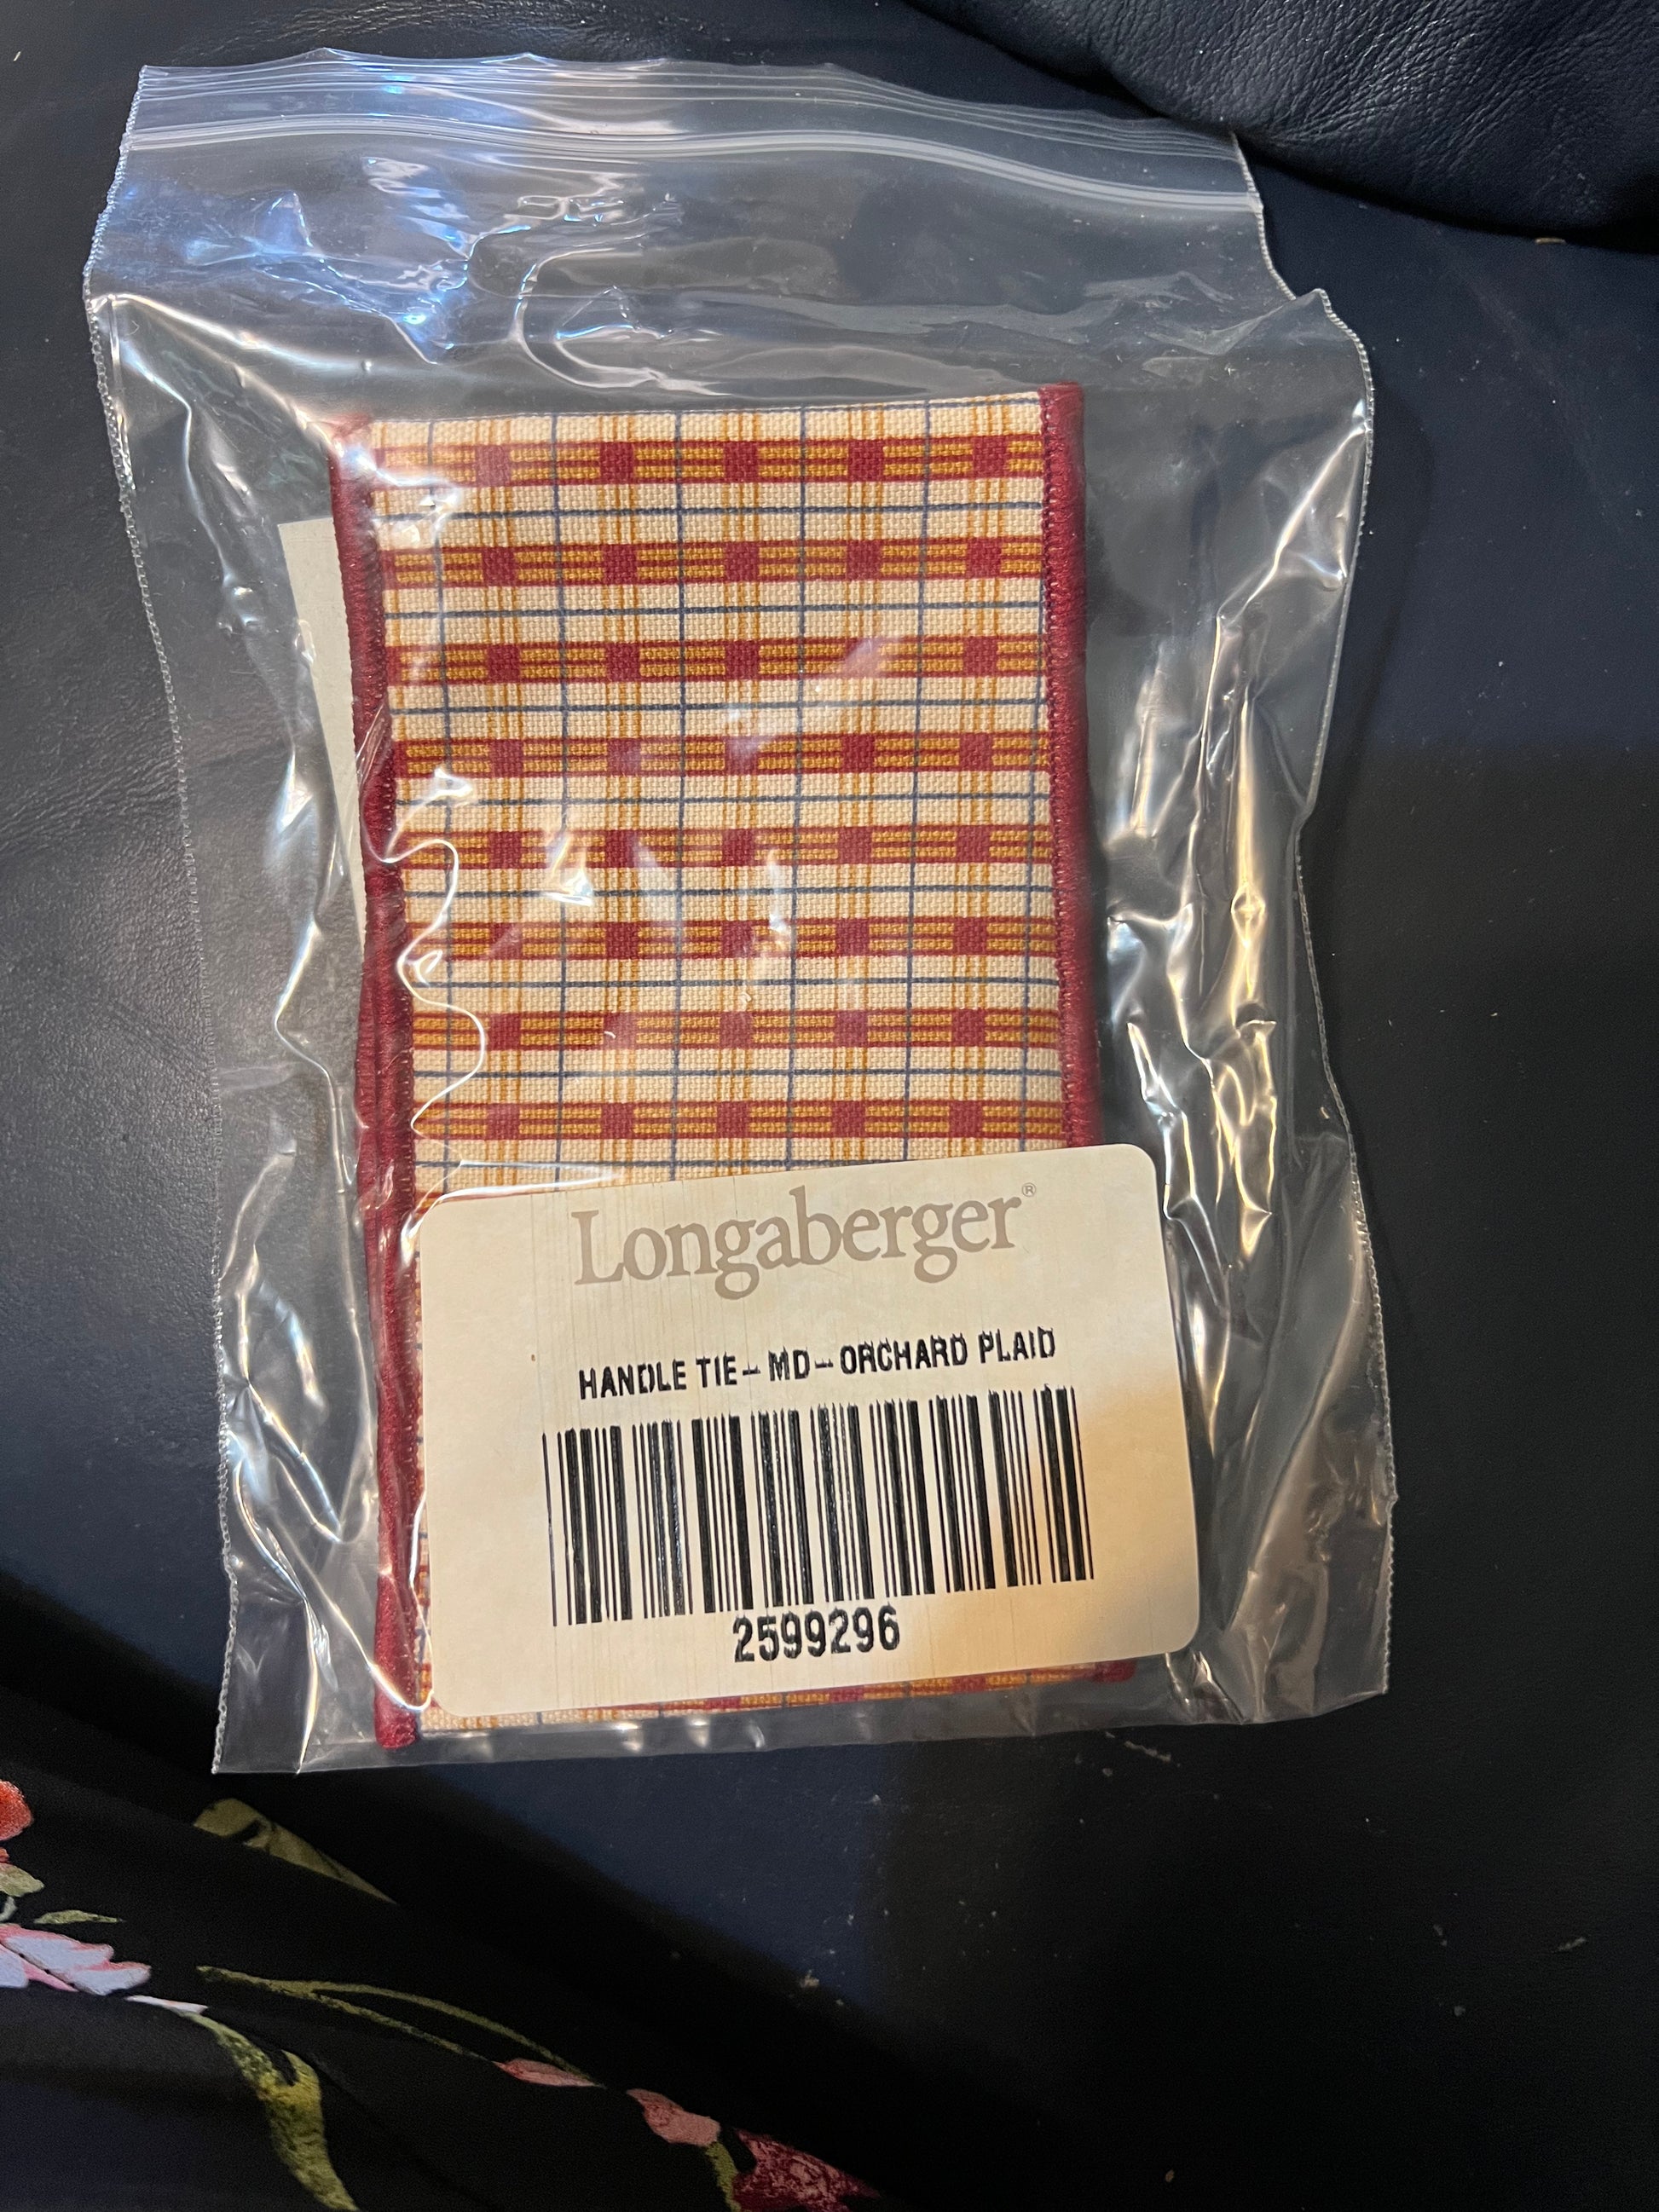 Longaberger®
HANDLE TIE-MD-ORCHARD PLAID
2599296